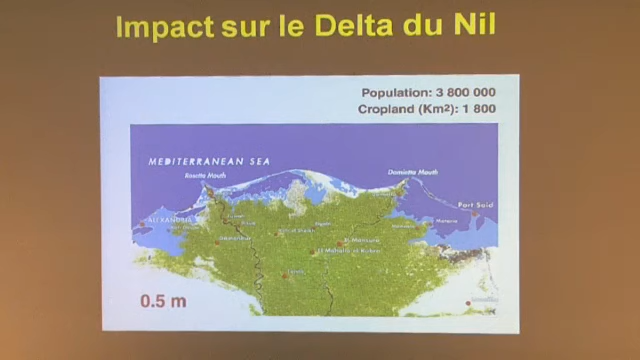 Impact sur le Delta du Nil
Population: 3 800 000
Cropland (Km²): 1 800
MEDITERRANEAN SEA
Rosetta Mouth
Damietta Mouth
Port Said
ALEXANDRIA
El Mansura
El Mahalla el Kubra
Tanta
0.5 m